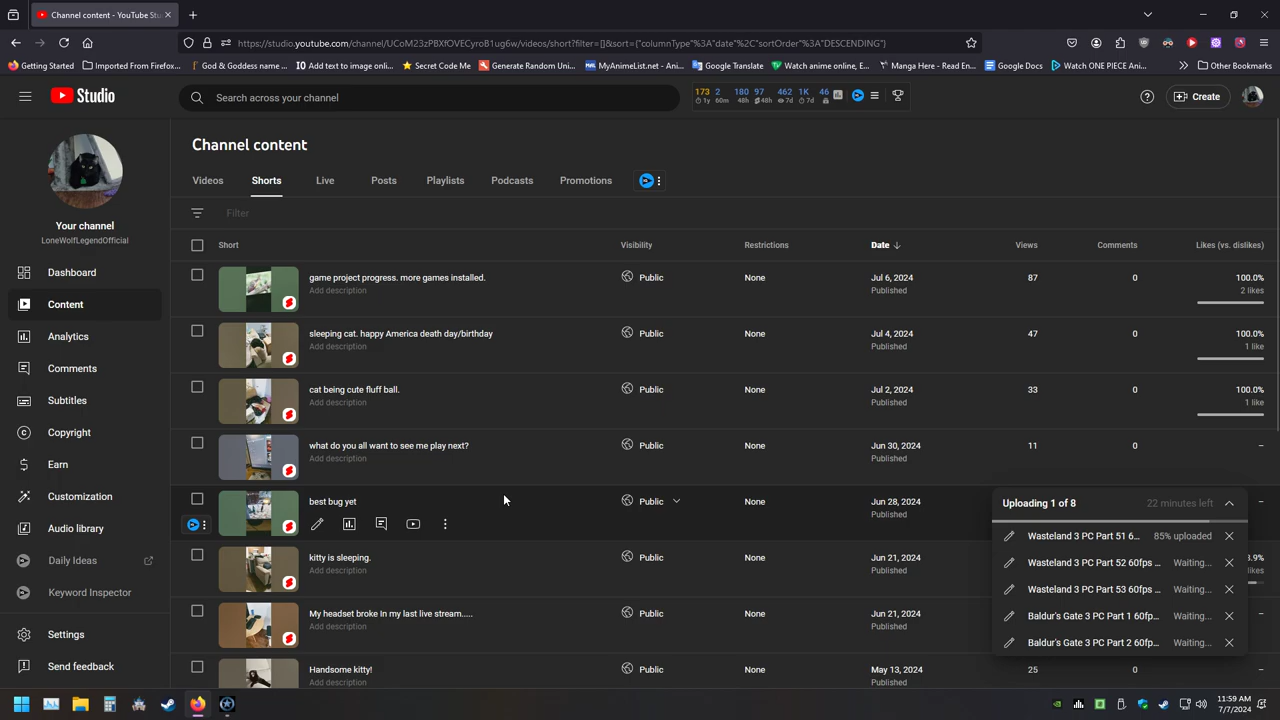 Channel content - YouTube Stu
https://studio.youtube.com/channel/UCoM23zPBXfOVECyroB1ug6w/videos/short?filter=[]&sort={"columnType"%3A"date"%2C"sortOrder"%3A"DESCENDING"}
Getting Started
Imported From Firefox...
God & Goddess name ...
Add text to image onli...
Secret Code Me
Generate Random Uni...
MyAnimeList.net - Ani...
Google Translate
Watch anime online, E...
Manga Here - Read En...
Google Docs
Watch ONE PIECE Ani...
Other Bookmarks
Studio
Search across your channel
173 2 180 97 462 1K 46
1y 60m 48h 48h 7d 7d
Create
Your channel
LoneWolfLegendOfficial
Dashboard
Content
Analytics
Comments
Subtitles
Copyright
Earn
Customization
Audio library
Daily Ideas
Keyword Inspector
Settings
Send feedback
Channel content
Videos Shorts Live Posts Playlists Podcasts Promotions
Filter
Short Visibility Restrictions Date Views Comments Likes (vs. dislikes)
game project progress. more games installed. Public None Jul 6, 2024 87 0 100.0%
Add description Published 2 likes
sleeping cat. happy America death day/birthday Public None Jul 4, 2024 47 0 100.0%
Add description Published 1 like
cat being cute fluff ball. Public None Jul 2, 2024 33 0 100.0%
Add description Published 1 like
what do you all want to see me play next? Public None Jun 30, 2024 11 0 –
Add description Published
best bug yet Public None Jun 28, 2024
Published
kitty is sleeping. Public None Jun 21, 2024
Add description Published
My headset broke In my last live stream..... Public None Jun 21, 2024
Add description Published
Handsome kitty! Public None May 13, 2024 25 0 –
Uploading 1 of 8 22 minutes left
Wasteland 3 PC Part 51 6... 85% uploaded
Wasteland 3 PC Part 52 60fps ... Waiting...
Wasteland 3 PC Part 53 60fps ... Waiting...
Baldur's Gate 3 PC Part 1 60fp... Waiting...
Baldur's Gate 3 PC Part 2 60fp... Waiting...
11:59 AM
7/7/2024